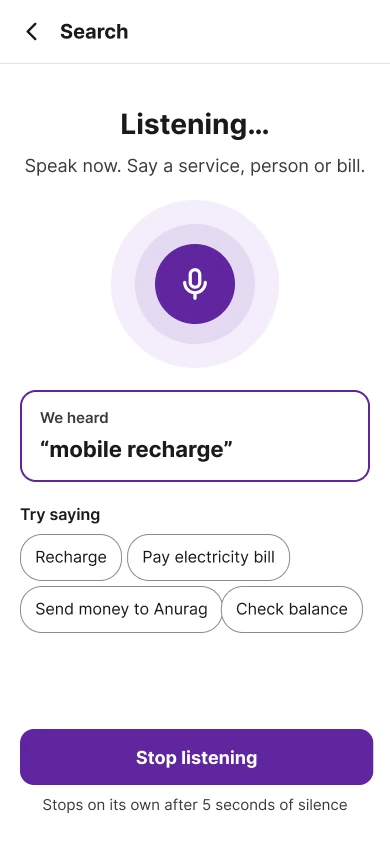 Search
Listening...
Speak now. Say a service, person or bill.
We heard
“mobile recharge”
Try saying
Recharge
Pay electricity bill
Send money to Anurag
Check balance
Stop listening
Stops on its own after 5 seconds of silence